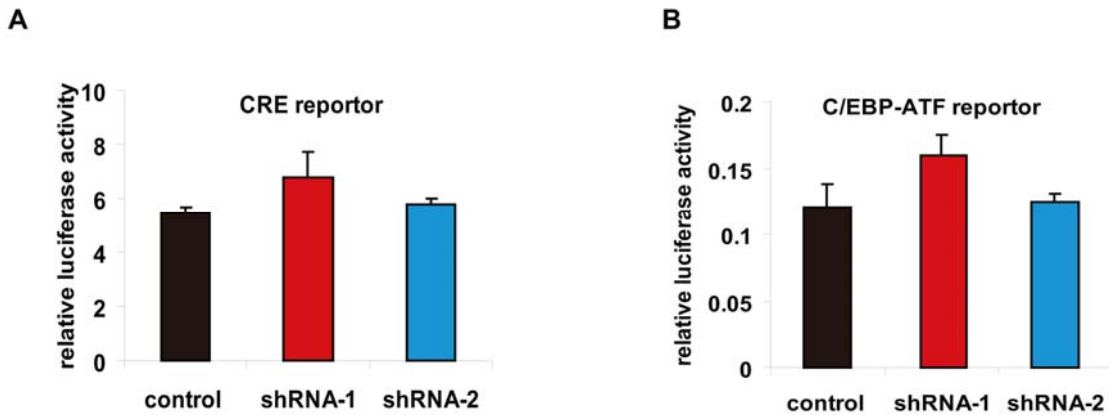 A
CRE reportor
relative luciferase activity
10
8
6
4
2
0
control shRNA-1 shRNA-2
B
C/EBP-ATF reportor
relative luciferase activity
0.2
0.15
0.1
0.05
0
control shRNA-1 shRNA-2